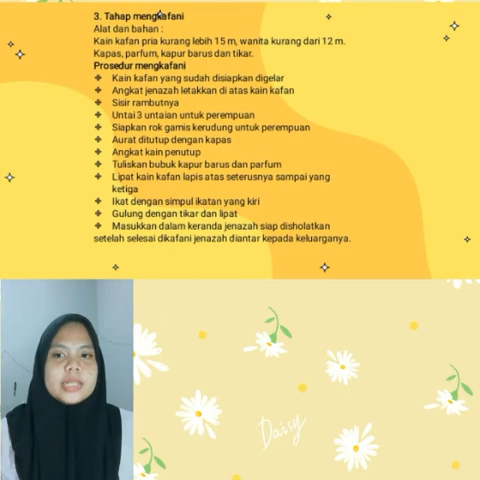 3. Tahap mengkafani
Alat dan bahan :
Kain kafan pria kurang lebih 15 m, wanita kurang dari 12 m.
Kapas, parfum, kapur barus dan tikar.
Prosedur mengkafani
Kain kafan yang sudah disiapkan digelar
Angkat jenazah letakkan di atas kain kafan
Sisir rambutnya
Untai 3 untaian untuk perempuan
Siapkan rok gamis kerudung untuk perempuan
Aurat ditutup dengan kapas
Angkat kain penutup
Tuliskan bubuk kapur barus dan parfum
Lipat kain kafan lapis atas seterusnya sampai yang
ketiga
Ikat dengan simpul ikatan yang kiri
Gulung dengan tikar dan lipat
Masukkan dalam keranda jenazah siap disholatkan
setelah selesai dikafani jenazah diantar kepada keluarganya.
Daisy